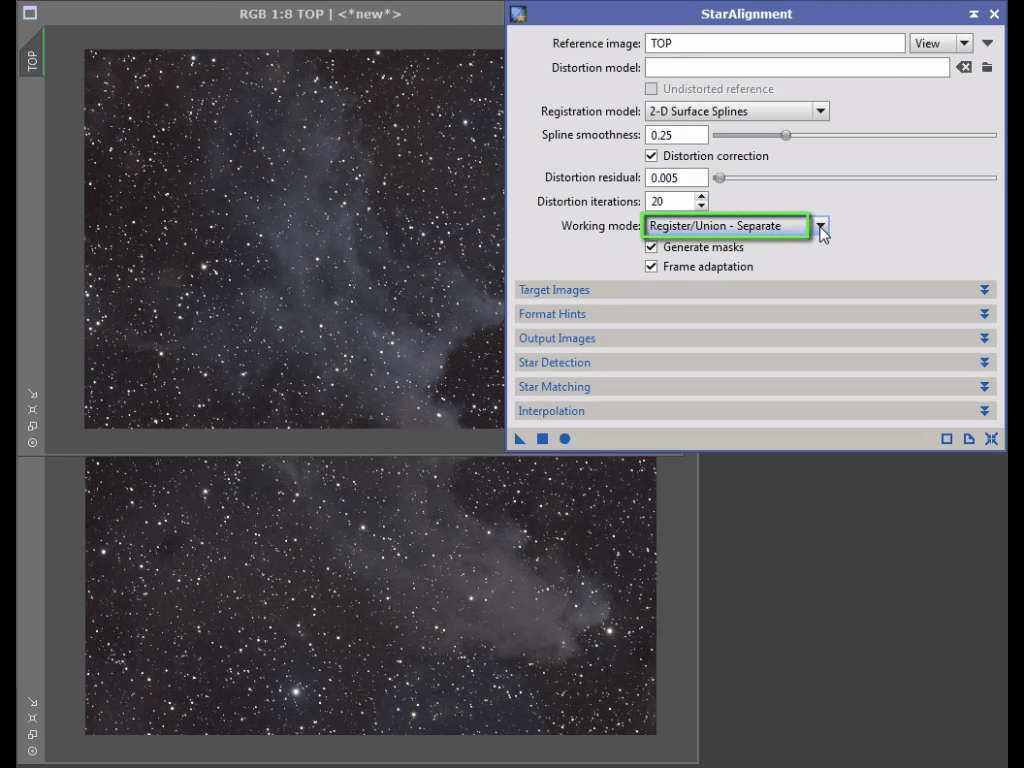 RGB 1:8 TOP | <*new*>
TOP
StarAlignment
Reference image: TOP View
Distortion model:
Undistorted reference
Registration model: 2-D Surface Splines
Spline smoothness: 0.25
Distortion correction
Distortion residual: 0.005
Distortion iterations: 20
Working mode: Register/Union - Separate
Generate masks
Frame adaptation
Target Images
Format Hints
Output Images
Star Detection
Star Matching
Interpolation